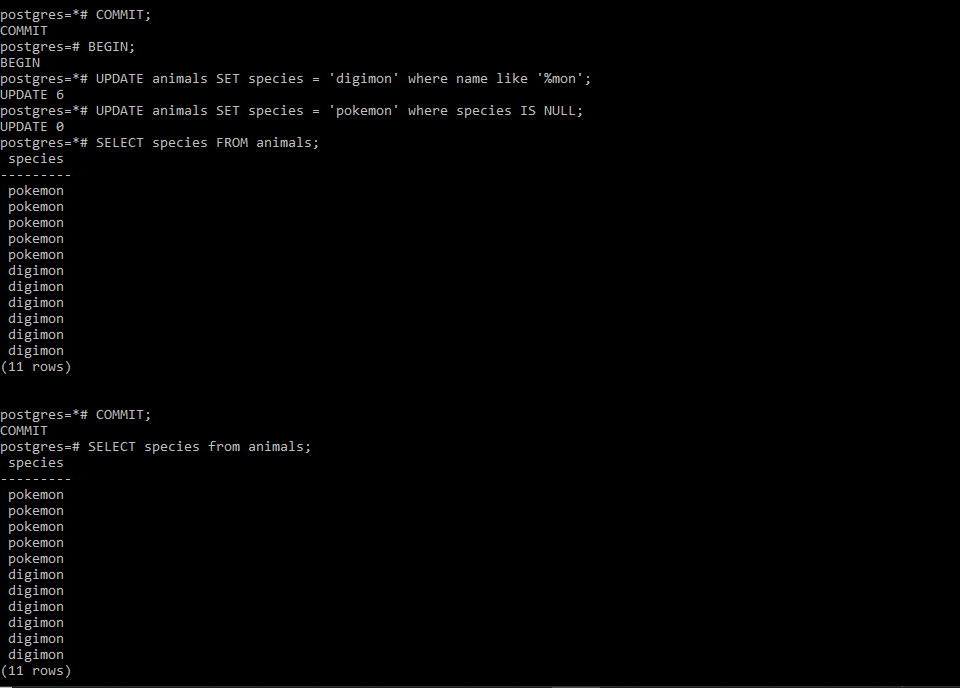 postgres=*# COMMIT;
COMMIT
postgres=# BEGIN;
BEGIN
postgres=*# UPDATE animals SET species = 'digimon' where name like '%mon';
UPDATE 6
postgres=*# UPDATE animals SET species = 'pokemon' where species IS NULL;
UPDATE 0
postgres=*# SELECT species FROM animals;
 species
---------
 pokemon
 pokemon
 pokemon
 pokemon
 pokemon
 digimon
 digimon
 digimon
 digimon
 digimon
 digimon
(11 rows)
postgres=*# COMMIT;
COMMIT
postgres=# SELECT species from animals;
 species
---------
 pokemon
 pokemon
 pokemon
 pokemon
 pokemon
 digimon
 digimon
 digimon
 digimon
 digimon
 digimon
(11 rows)